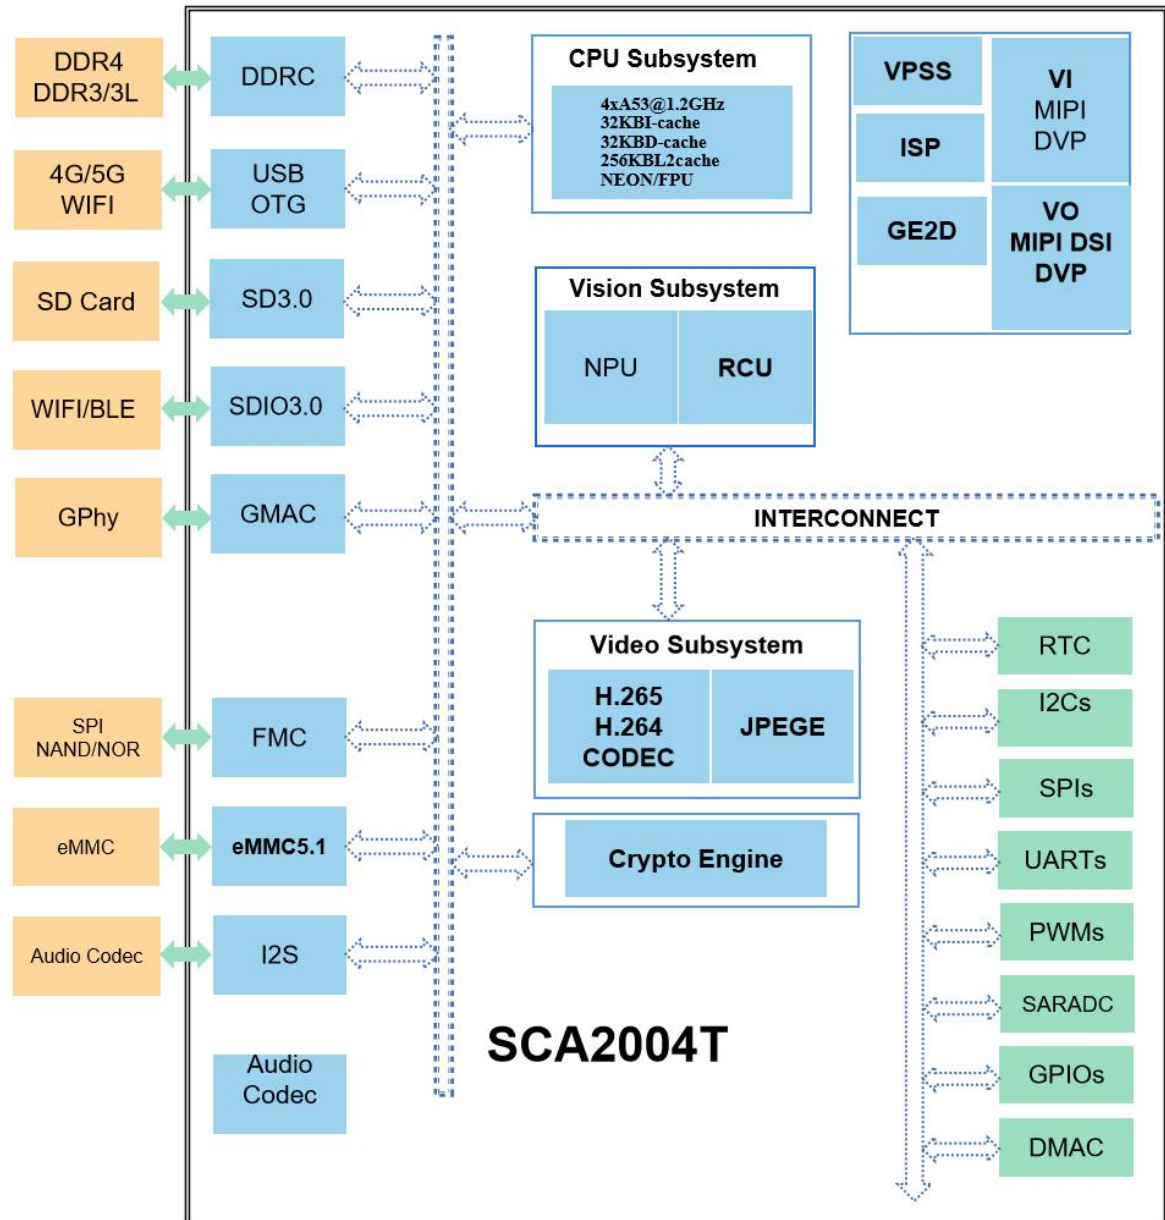 DDR4
DDR3/3L
DDRC
4G/5G
WIFI
USB
OTG
SD Card
SD3.0
WIFI/BLE
SDIO3.0
GPhy
GMAC
SPI
NAND/NOR
FMC
eMMC
eMMC5.1
Audio Codec
I2S
Audio
Codec
CPU Subsystem
4xA53@1.2GHz
32KBI-cache
32KBD-cache
256KBL2cache
NEON/FPU
VPSS
ISP
GE2D
VI
MIPI
DVP
VO
MIPI DSI
DVP
Vision Subsystem
NPU
RCU
INTERCONNECT
Video Subsystem
H.265
H.264
CODEC
JPEGE
Crypto Engine
SCA2004T
RTC
I2Cs
SPIs
UARTs
PWMs
SARADC
GPIOs
DMAC